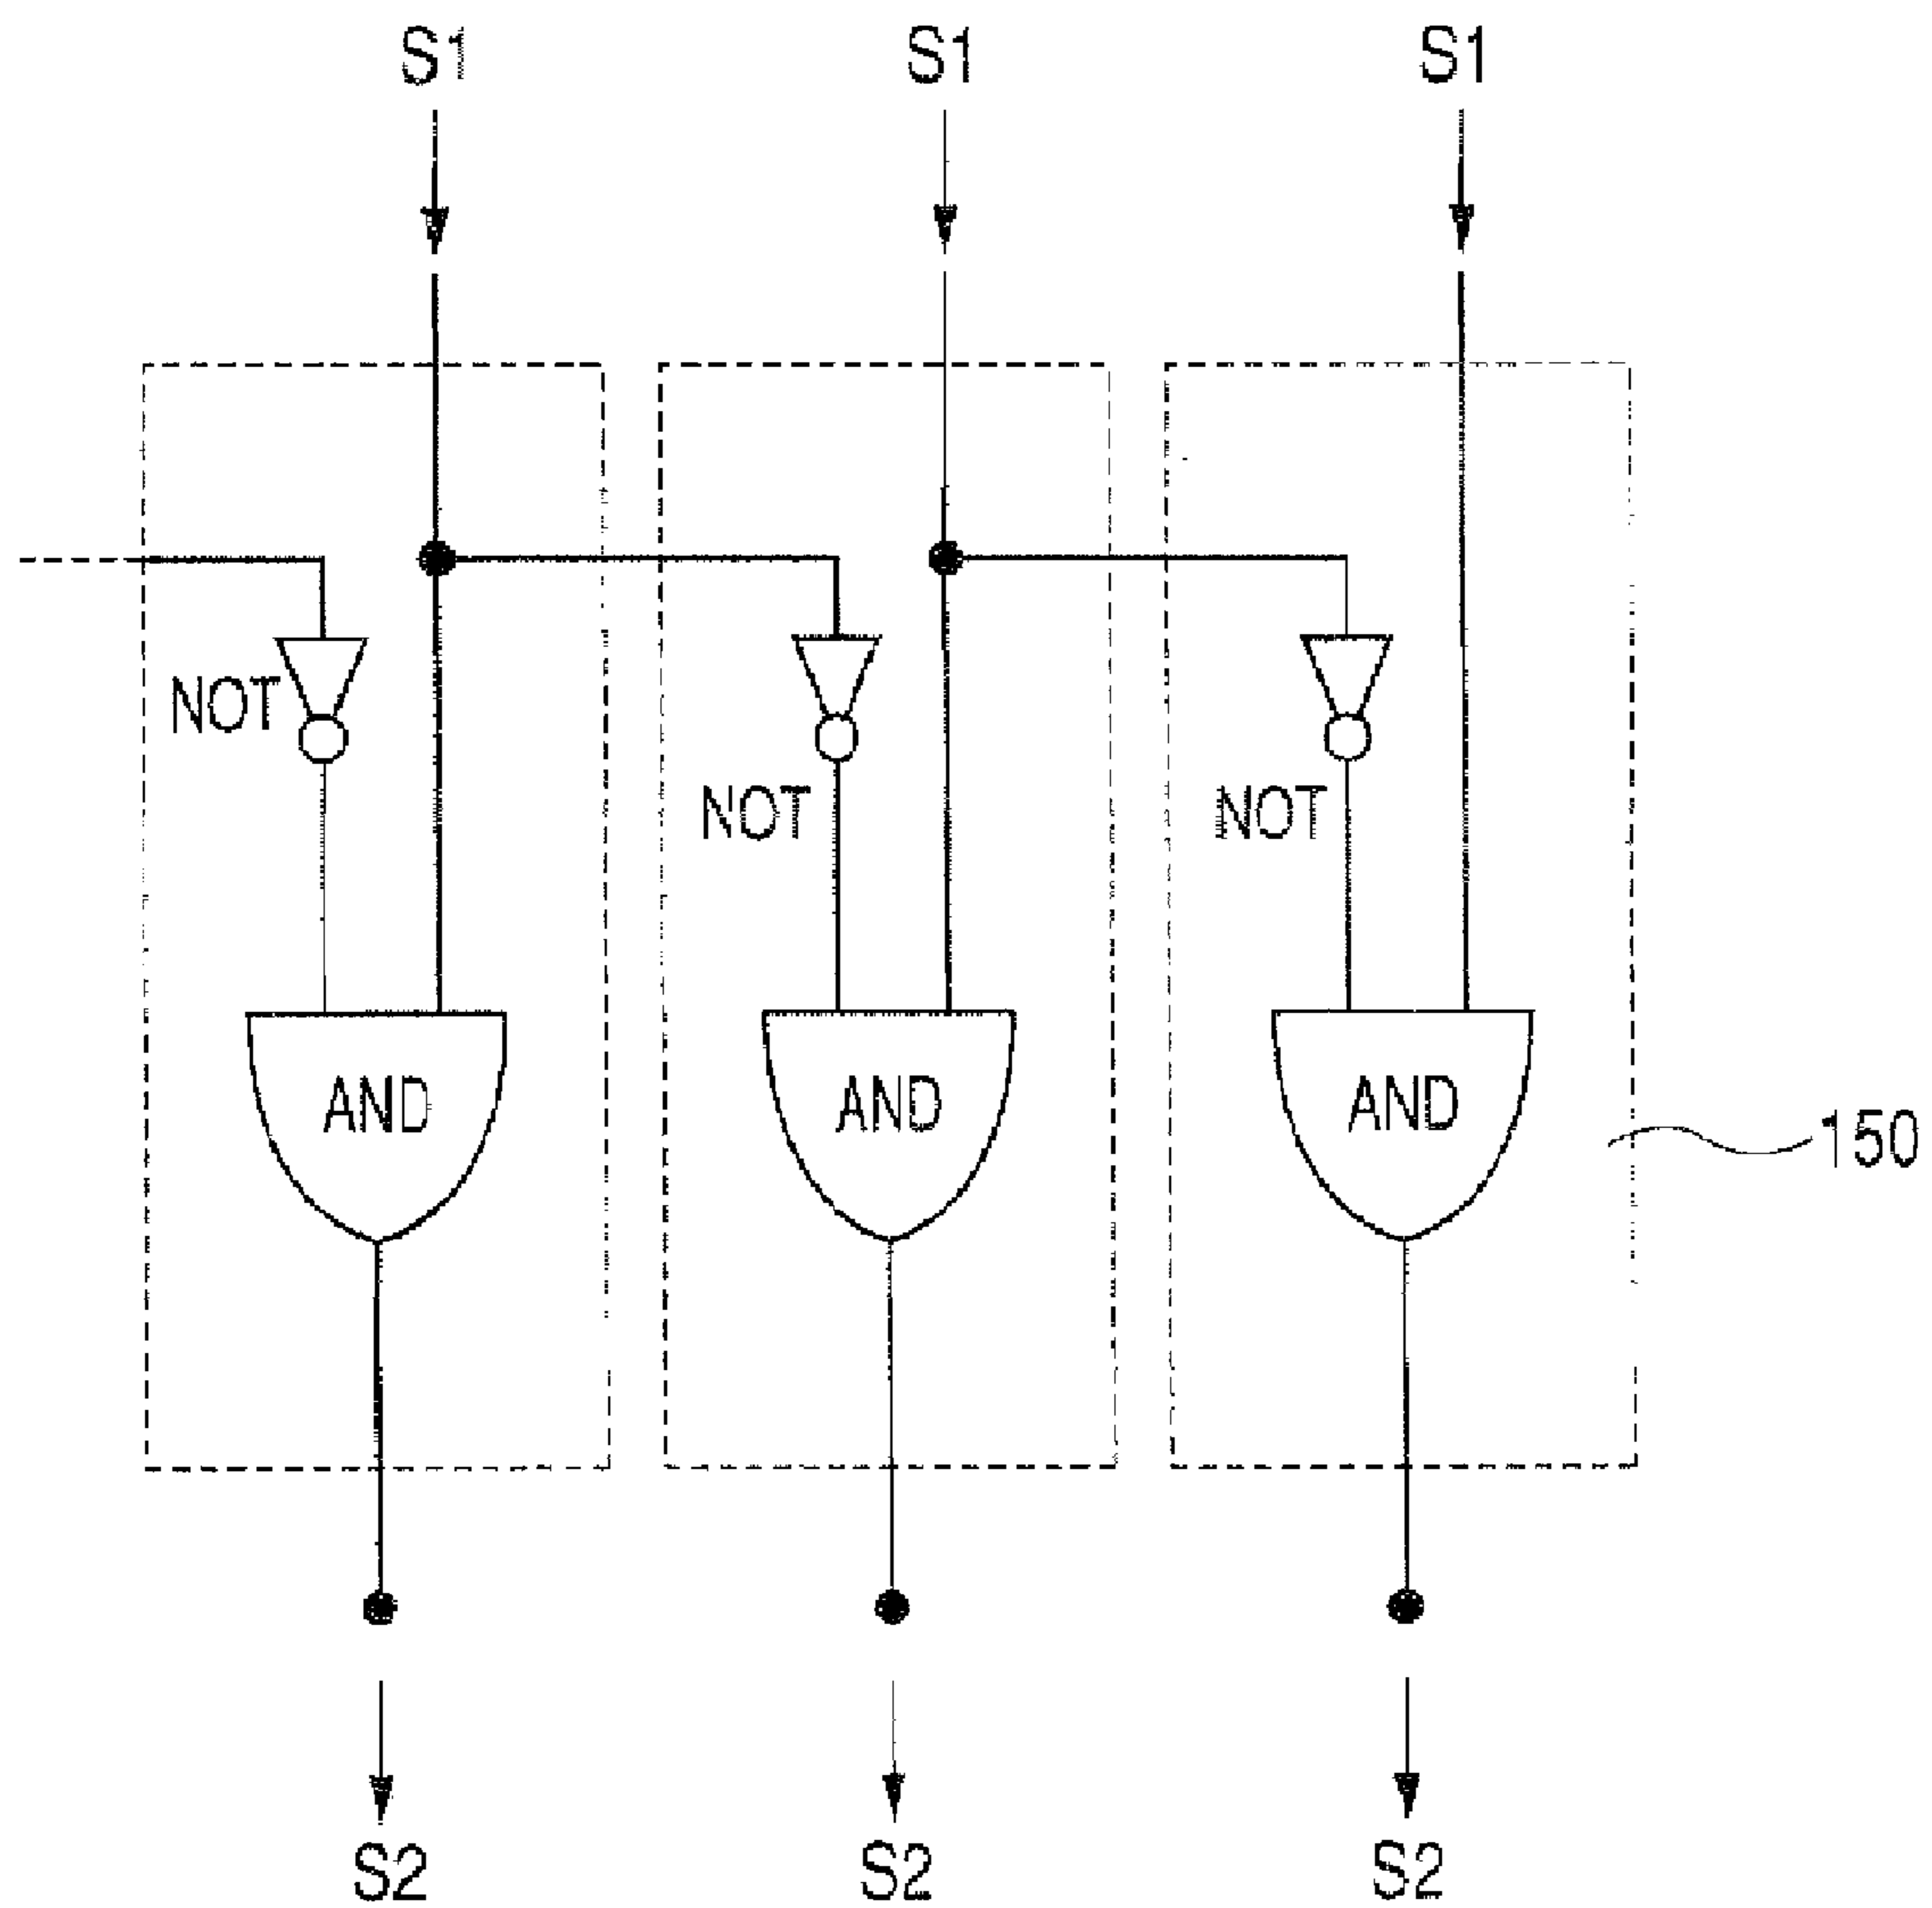 S1 S1 S1
NOT
NOT NOT
AND AND AND
150
S2 S2 S2